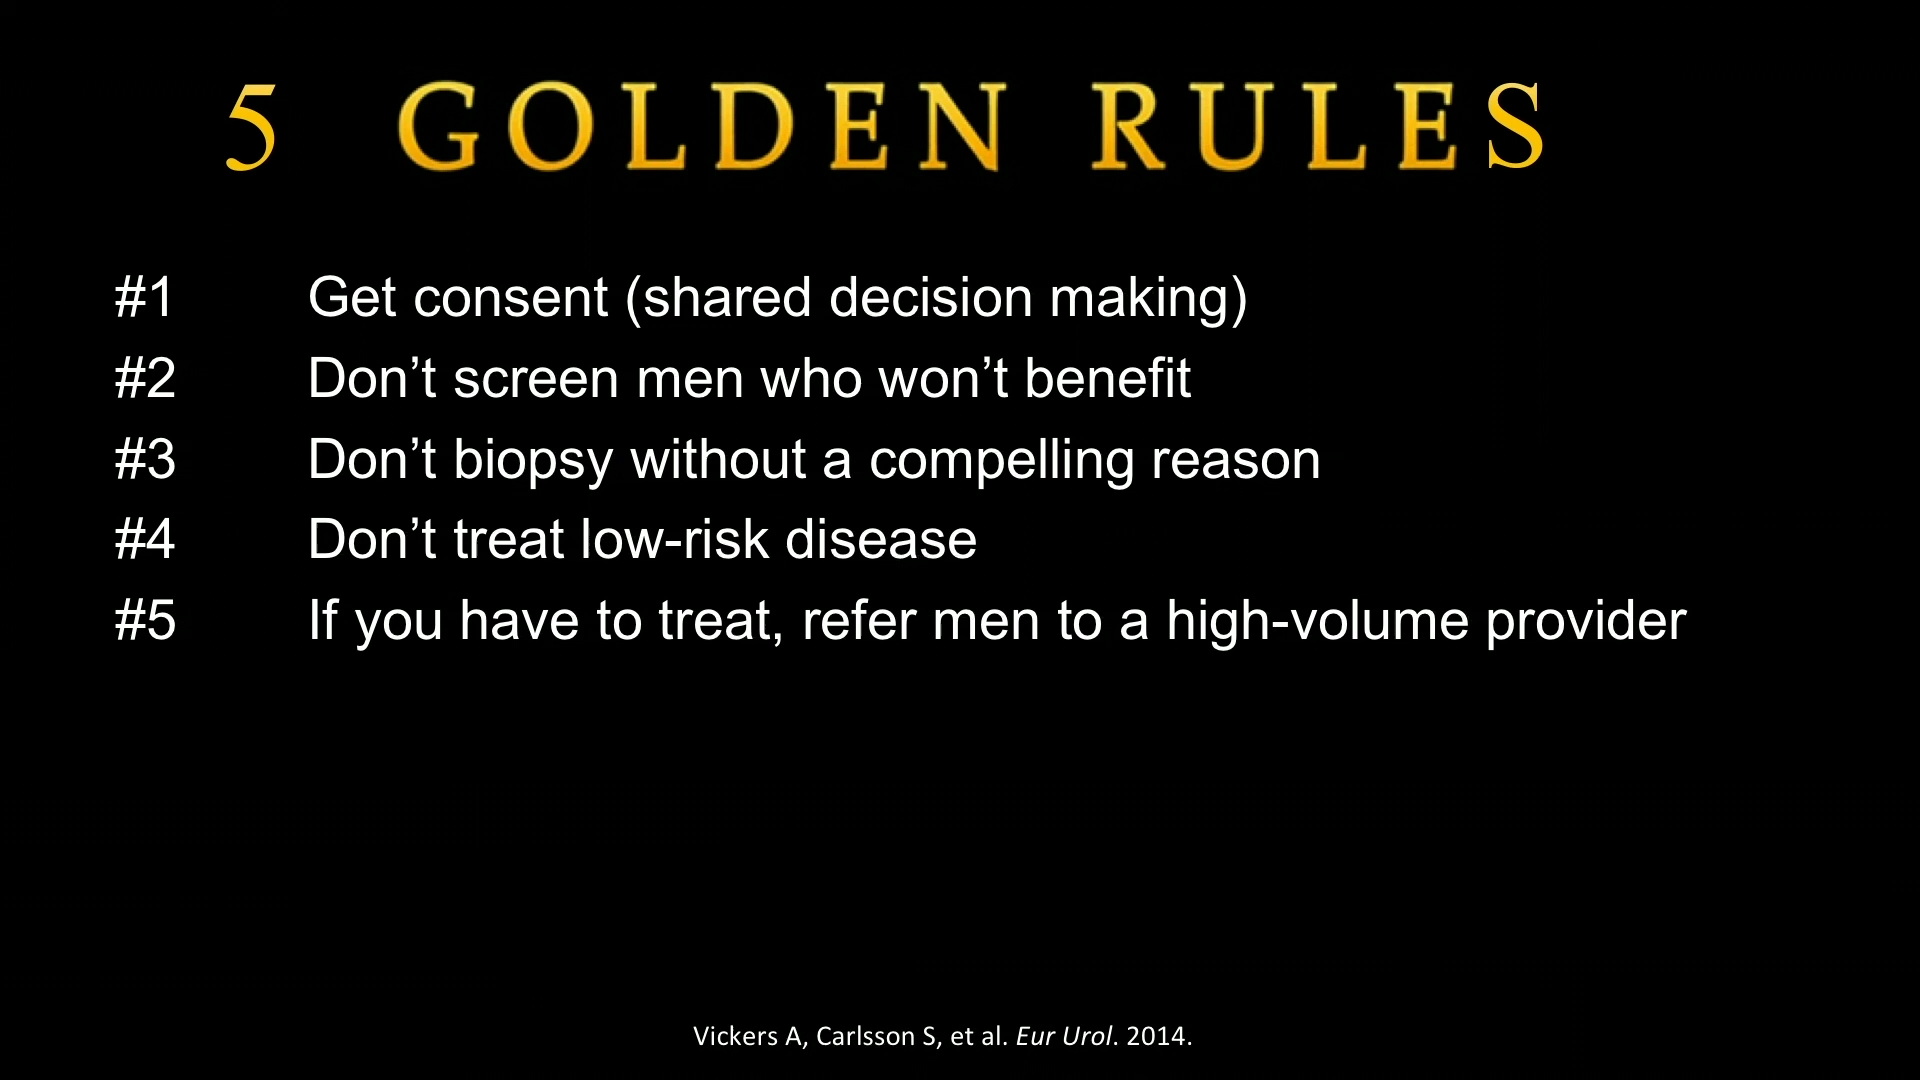 5 GOLDEN RULES
#1 Get consent (shared decision making)
#2 Don’t screen men who won’t benefit
#3 Don’t biopsy without a compelling reason
#4 Don’t treat low-risk disease
#5 If you have to treat, refer men to a high-volume provider
Vickers A, Carlsson S, et al. Eur Urol. 2014.